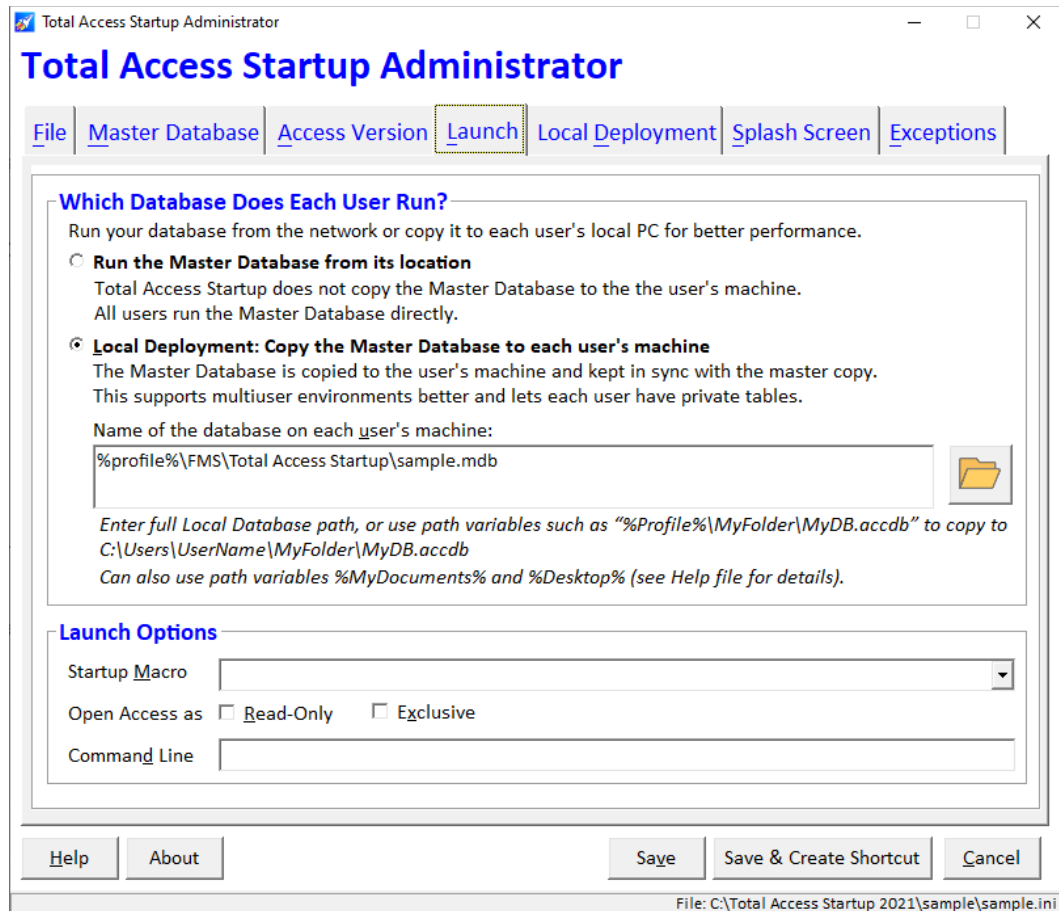 Total Access Startup Administrator
Total Access Startup Administrator
File Master Database Access Version Launch Local Deployment Splash Screen Exceptions
Which Database Does Each User Run?
Run your database from the network or copy it to each user's local PC for better performance.
Run the Master Database from its location
Total Access Startup does not copy the Master Database to the the user's machine.
All users run the Master Database directly.
Local Deployment: Copy the Master Database to each user's machine
The Master Database is copied to the user's machine and kept in sync with the master copy.
This supports multiuser environments better and lets each user have private tables.
Name of the database on each user's machine:
%profile%\FMS\Total Access Startup\sample.mdb
Enter full Local Database path, or use path variables such as “%Profile%\MyFolder\MyDB.accdb” to copy to
C:\Users\UserName\MyFolder\MyDB.accdb
Can also use path variables %MyDocuments% and %Desktop% (see Help file for details).
Launch Options
Startup Macro
Open Access as Read-Only Exclusive
Command Line
Help About Save Save & Create Shortcut Cancel
File: C:\Total Access Startup 2021\sample\sample.ini